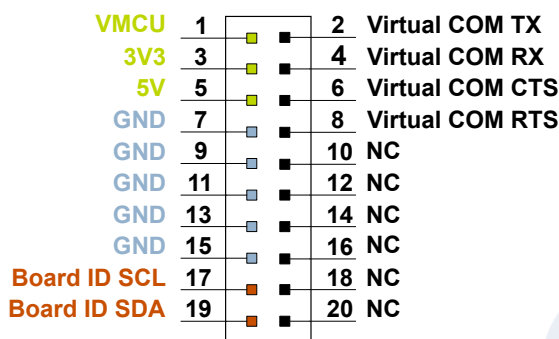 VMCU 1 2 Virtual COM TX
3V3 3 4 Virtual COM RX
5V 5 6 Virtual COM CTS
GND 7 8 Virtual COM RTS
GND 9 10 NC
GND 11 12 NC
GND 13 14 NC
GND 15 16 NC
Board ID SCL 17 18 NC
Board ID SDA 19 20 NC